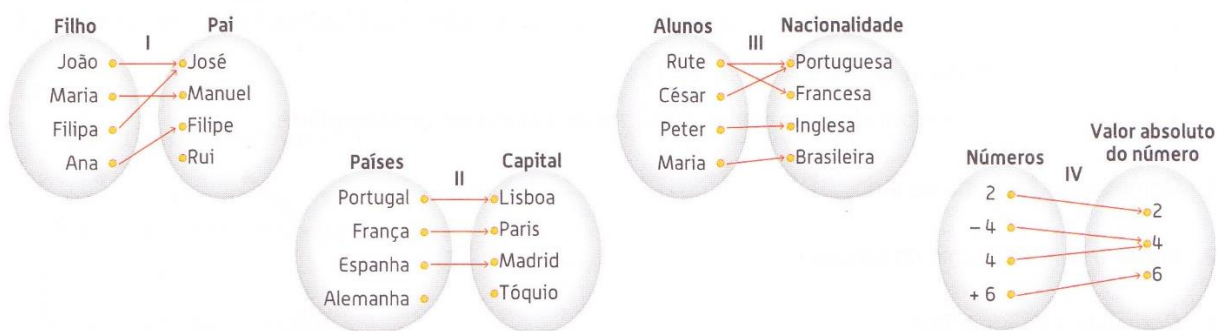 Filho
Pai
I
João
José
Maria
Manuel
Filipa
Filipe
Ana
Rui
Países
Capital
II
Portugal
Lisboa
França
Paris
Espanha
Madrid
Alemanha
Tóquio
Alunos
Nacionalidade
III
Rute
Portuguesa
César
Francesa
Peter
Inglesa
Maria
Brasileira
Números
Valor absoluto
do número
IV
2
2
– 4
4
4
6
+ 6